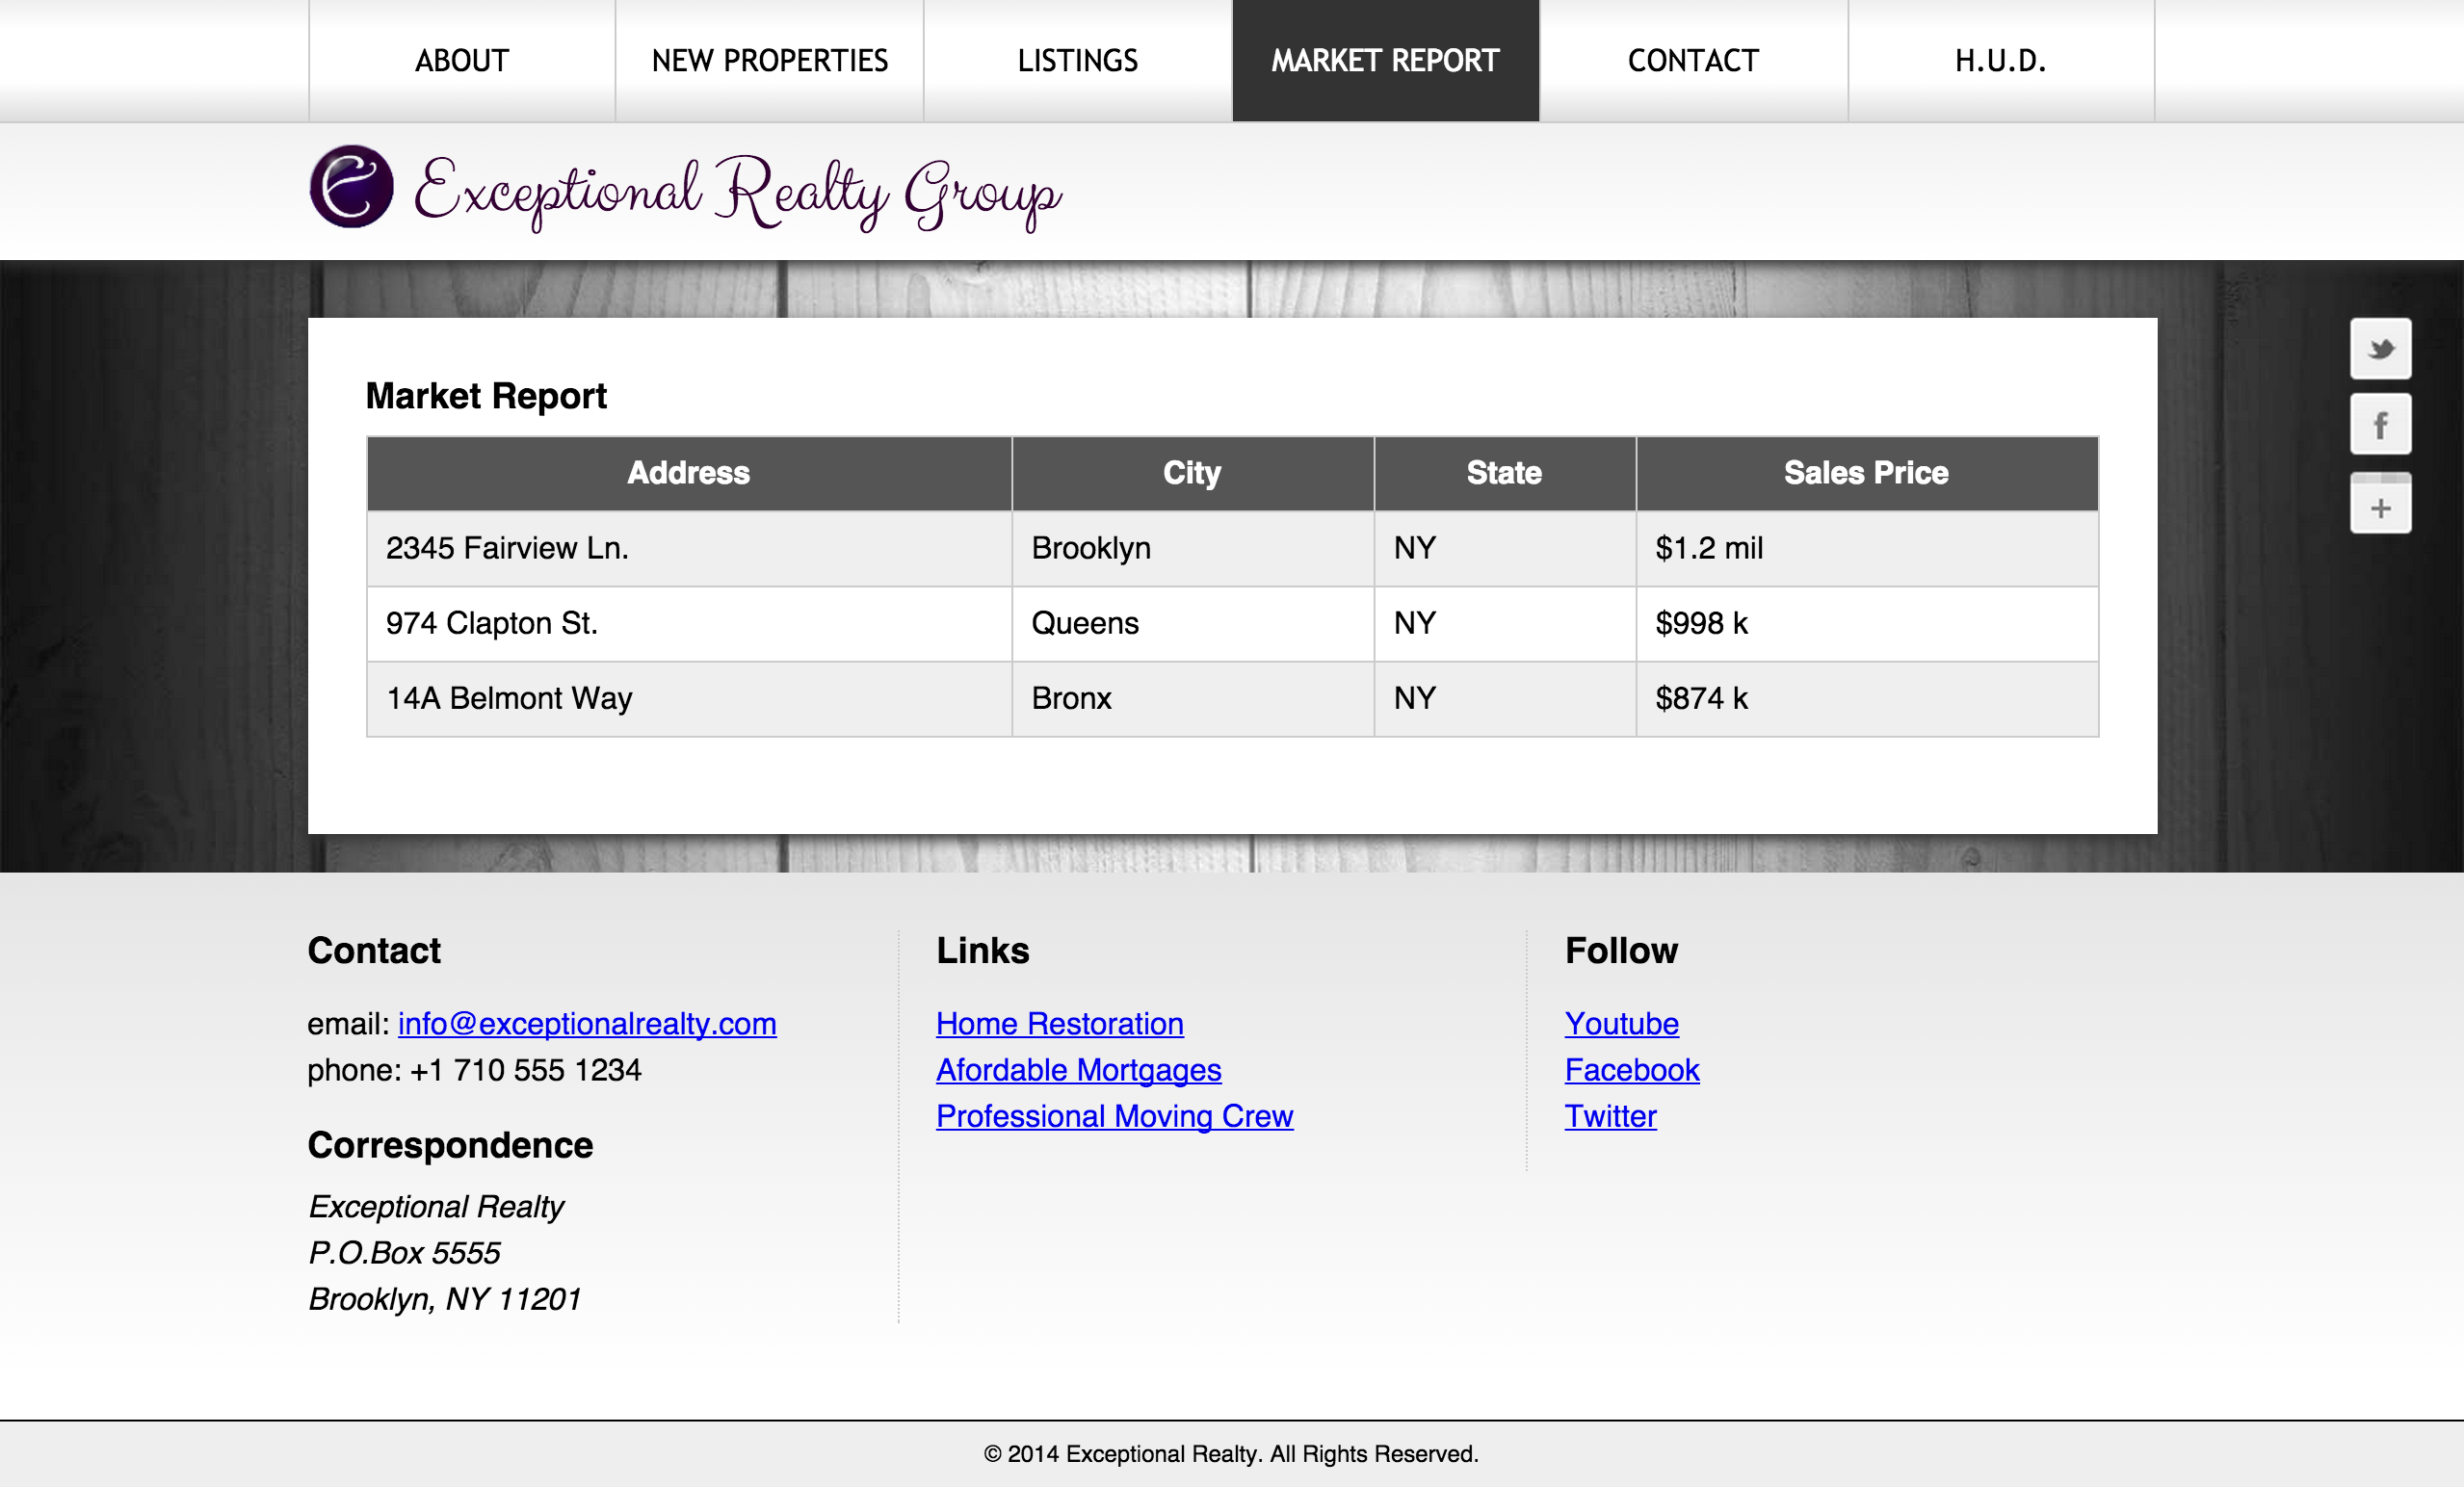 ABOUT NEW PROPERTIES LISTINGS MARKET REPORT CONTACT H.U.D.
Exceptional Realty Group
Market Report
Address City State Sales Price
2345 Fairview Ln. Brooklyn NY $1.2 mil
974 Clapton St. Queens NY $998 k
14A Belmont Way Bronx NY $874 k
Contact
email: info@exceptionalrealty.com
phone: +1 710 555 1234
Correspondence
Exceptional Realty
P.O.Box 5555
Brooklyn, NY 11201
Links
Home Restoration
Afordable Mortgages
Professional Moving Crew
Follow
Youtube
Facebook
Twitter
© 2014 Exceptional Realty. All Rights Reserved.